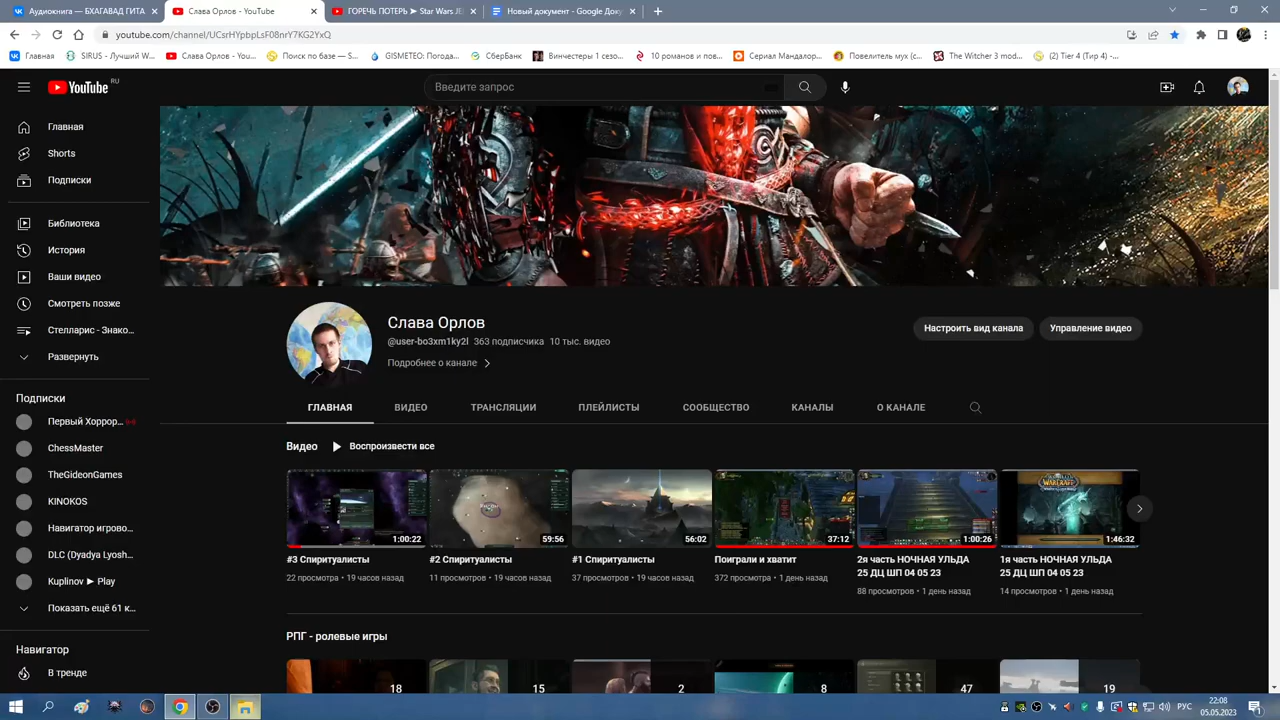 Аудиокнига — БХАГАВАД ГИТА
Слава Орлов - YouTube
ГОРЕЧЬ ПОТЕРЬ ➤ Star Wars JE
Новый документ - Google Доку
youtube.com/channel/UCsrHYpbpLsF08nrY7KG2YxQ
Главная
SIRUS - Лучший W...
Слава Орлов - YouTu...
Поиск по базе — S...
GISMETEO: Погода...
СберБанк
Винчестеры 1 сезо...
10 романов и пов...
Сериал Мандалор...
Повелитель мух (с...
The Witcher 3 mod...
(2) Tier 4 (Тир 4) -...
YouTube RU
Введите запрос
Главная
Shorts
Подписки
Библиотека
История
Ваши видео
Смотреть позже
Стелларис - Знако...
Развернуть
Подписки
Первый Хоррор...
ChessMaster
TheGideonGames
KINOKOS
Навигатор игрово...
DLC (Dyadya Lyosh...
Kuplinov ► Play
Показать ещё 61 к...
Навигатор
В тренде
Слава Орлов
@user-bo3xm1ky2l 363 подписчика 10 тыс. видео
Подробнее о канале
Настроить вид канала
Управление видео
ГЛАВНАЯ
ВИДЕО
ТРАНСЛЯЦИИ
ПЛЕЙЛИСТЫ
СООБЩЕСТВО
КАНАЛЫ
О КАНАЛЕ
Видео
Воспроизвести все
1:00:22
#3 Спиритуалисты
22 просмотра • 19 часов назад
59:56
#2 Спиритуалисты
11 просмотров • 19 часов назад
56:02
#1 Спиритуалисты
37 просмотров • 19 часов назад
37:12
Поиграли и хватит
372 просмотра • 1 день назад
1:00:26
2я часть НОЧНАЯ УЛЬДА
25 ДЦ ШП 04 05 23
88 просмотров • 1 день назад
WARCRAFT
1:46:32
1я часть НОЧНАЯ УЛЬДА
25 ДЦ ШП 04 05 23
14 просмотров • 1 день назад
РПГ - ролевые игры
18
15
2
8
47
19
РУС
22:08
05.05.2023
1